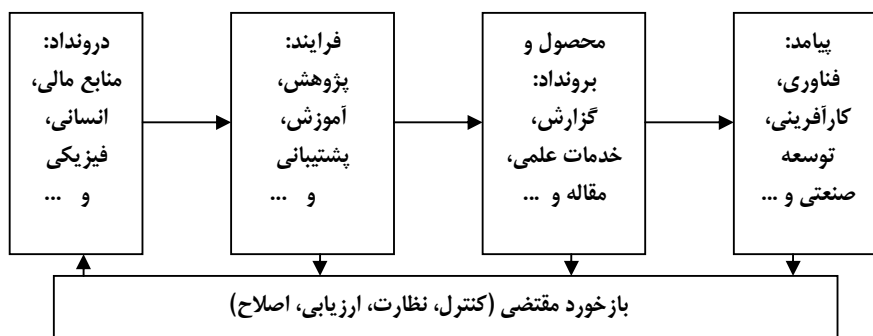 درونداد:
منابع مالی،
انسانی،
فیزیکی
و ...
فرایند:
پژوهش،
آموزش،
پشتیبانی
و ...
محصول و
برونداد:
گزارش،
خدمات علمی،
مقاله و ...
پیامد:
فناوری،
کارآفرینی،
توسعه
صنعتی و ...
بازخورد مقتضی (کنترل، نظارت، ارزیابی، اصلاح)